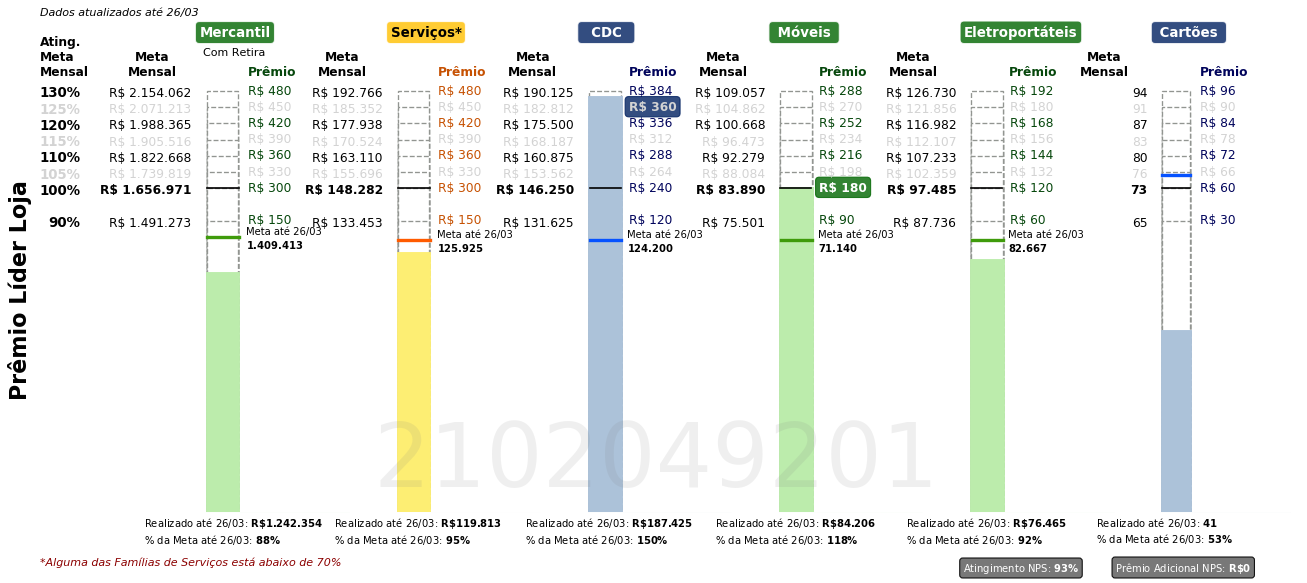 Dados atualizados até 26/03
Mercantil Serviços* CDC Móveis Eletroportáteis Cartões
Com Retira
Ating. Meta Mensal
Meta Mensal Prêmio Meta Mensal Prêmio Meta Mensal Prêmio Meta Mensal Prêmio Meta Mensal Prêmio Meta Mensal Prêmio
130% R$ 2.154.062 R$ 480 R$ 192.766 R$ 480 R$ 190.125 R$ 384 R$ 109.057 R$ 288 R$ 126.730 R$ 192 94 R$ 96
125% R$ 2.071.213 R$ 450 R$ 185.352 R$ 450 R$ 182.812 R$ 360 R$ 104.862 R$ 270 R$ 121.856 R$ 180 91 R$ 90
120% R$ 1.988.365 R$ 420 R$ 177.938 R$ 420 R$ 175.500 R$ 336 R$ 100.668 R$ 252 R$ 116.982 R$ 168 87 R$ 84
115% R$ 1.905.516 R$ 390 R$ 170.524 R$ 390 R$ 168.187 R$ 312 R$ 96.473 R$ 234 R$ 112.107 R$ 156 83 R$ 78
110% R$ 1.822.668 R$ 360 R$ 163.110 R$ 360 R$ 160.875 R$ 288 R$ 92.279 R$ 216 R$ 107.233 R$ 144 80 R$ 72
105% R$ 1.739.819 R$ 330 R$ 155.696 R$ 330 R$ 153.562 R$ 264 R$ 88.084 R$ 198 R$ 102.359 R$ 132 76 R$ 66
100% R$ 1.656.971 R$ 300 R$ 148.282 R$ 300 R$ 146.250 R$ 240 R$ 83.890 R$ 180 R$ 97.485 R$ 120 73 R$ 60
90% R$ 1.491.273 R$ 150 R$ 133.453 R$ 150 R$ 131.625 R$ 120 R$ 75.501 R$ 90 R$ 87.736 R$ 60 65 R$ 30
Meta até 26/03 Meta até 26/03 Meta até 26/03 Meta até 26/03 Meta até 26/03
1.409.413 125.925 124.200 71.140 82.667
Prêmio Líder Loja
2102049201
Realizado até 26/03: R$1.242.354 Realizado até 26/03: R$119.813 Realizado até 26/03: R$187.425 Realizado até 26/03: R$84.206 Realizado até 26/03: R$76.465 Realizado até 26/03: 41
% da Meta até 26/03: 88% % da Meta até 26/03: 95% % da Meta até 26/03: 150% % da Meta até 26/03: 118% % da Meta até 26/03: 92% % da Meta até 26/03: 53%
*Alguma das Famílias de Serviços está abaixo de 70%
Atingimento NPS: 93% Prêmio Adicional NPS: R$0